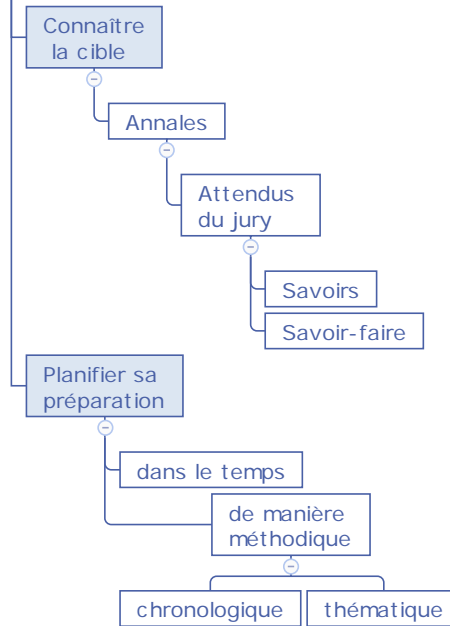 Connaître
la cible
Annales
Attendus
du jury
Savoirs
Savoir-faire
Planifier sa
préparation
dans le temps
de manière
méthodique
chronologique
thématique